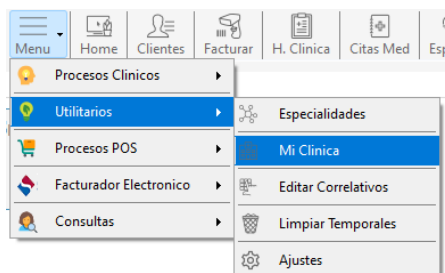 Menu Home Clientes Facturar H. Clinica Citas Med Esp
Procesos Clinicos
Utilitarios
Procesos POS
Facturador Electronico
Consultas
Especialidades
Mi Clinica
Editar Correlativos
Limpiar Temporales
Ajustes